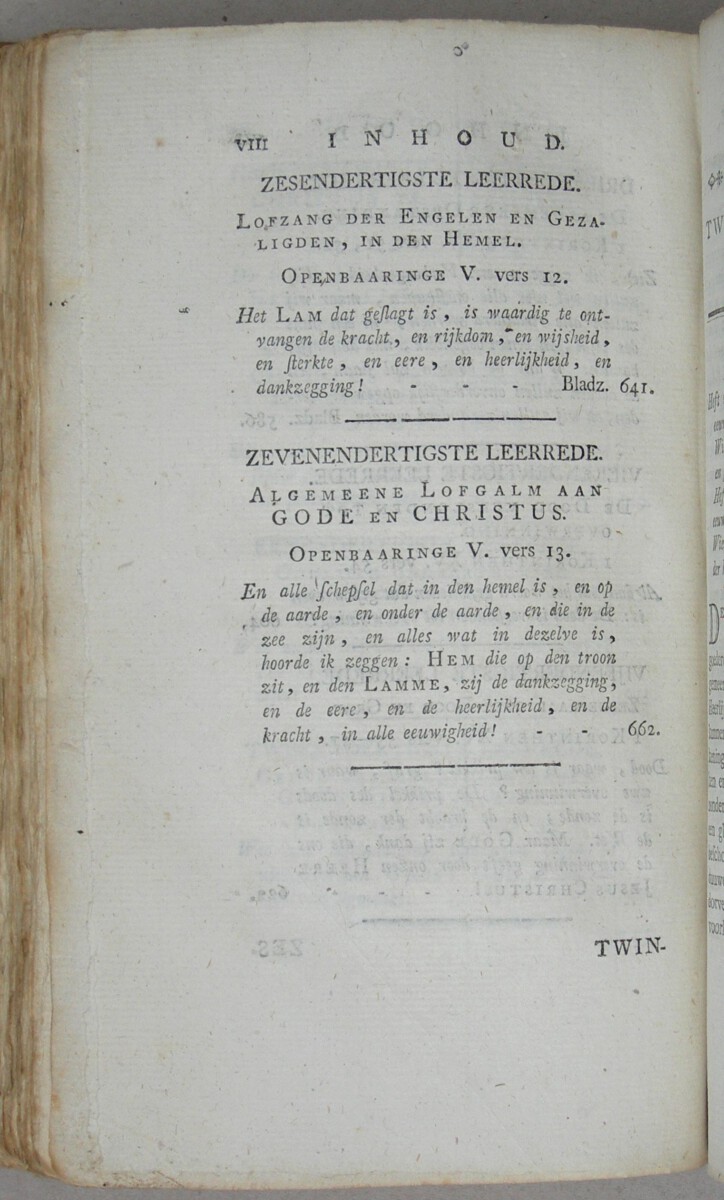 VIII INHOUD.
ZESENDERTIGSTE LEERREDE.
LOFZANG DER ENGELEN EN GEZA-
LIGDEN, IN DEN HEMEL.
OPENBAARINGE V. vers 12.
Het LAM dat geſlagt is, is waardig te ont-
vangen de kracht, en rijkdom, en wijsheid,
en ſterkte, en eere, en heerlijkheid, en
dankzegging! - - - Bladz. 641.
ZEVENENDERTIGSTE LEERREDE.
ALGEMEENE LOFGALM AAN
GODE EN CHRISTUS.
OPENBAARINGE V. vers 13.
En alle ſchepſel dat in den hemel is, en op
de aarde, en onder de aarde, en die in de
zee zijn, en alles wat in dezelve is,
hoorde ik zeggen: HEM die op den troon
zit, en den LAMME, zij de dankzegging,
en de eere, en de heerlijkheid, en de
kracht, in alle eeuwigheid! - - 662.
TWIN-